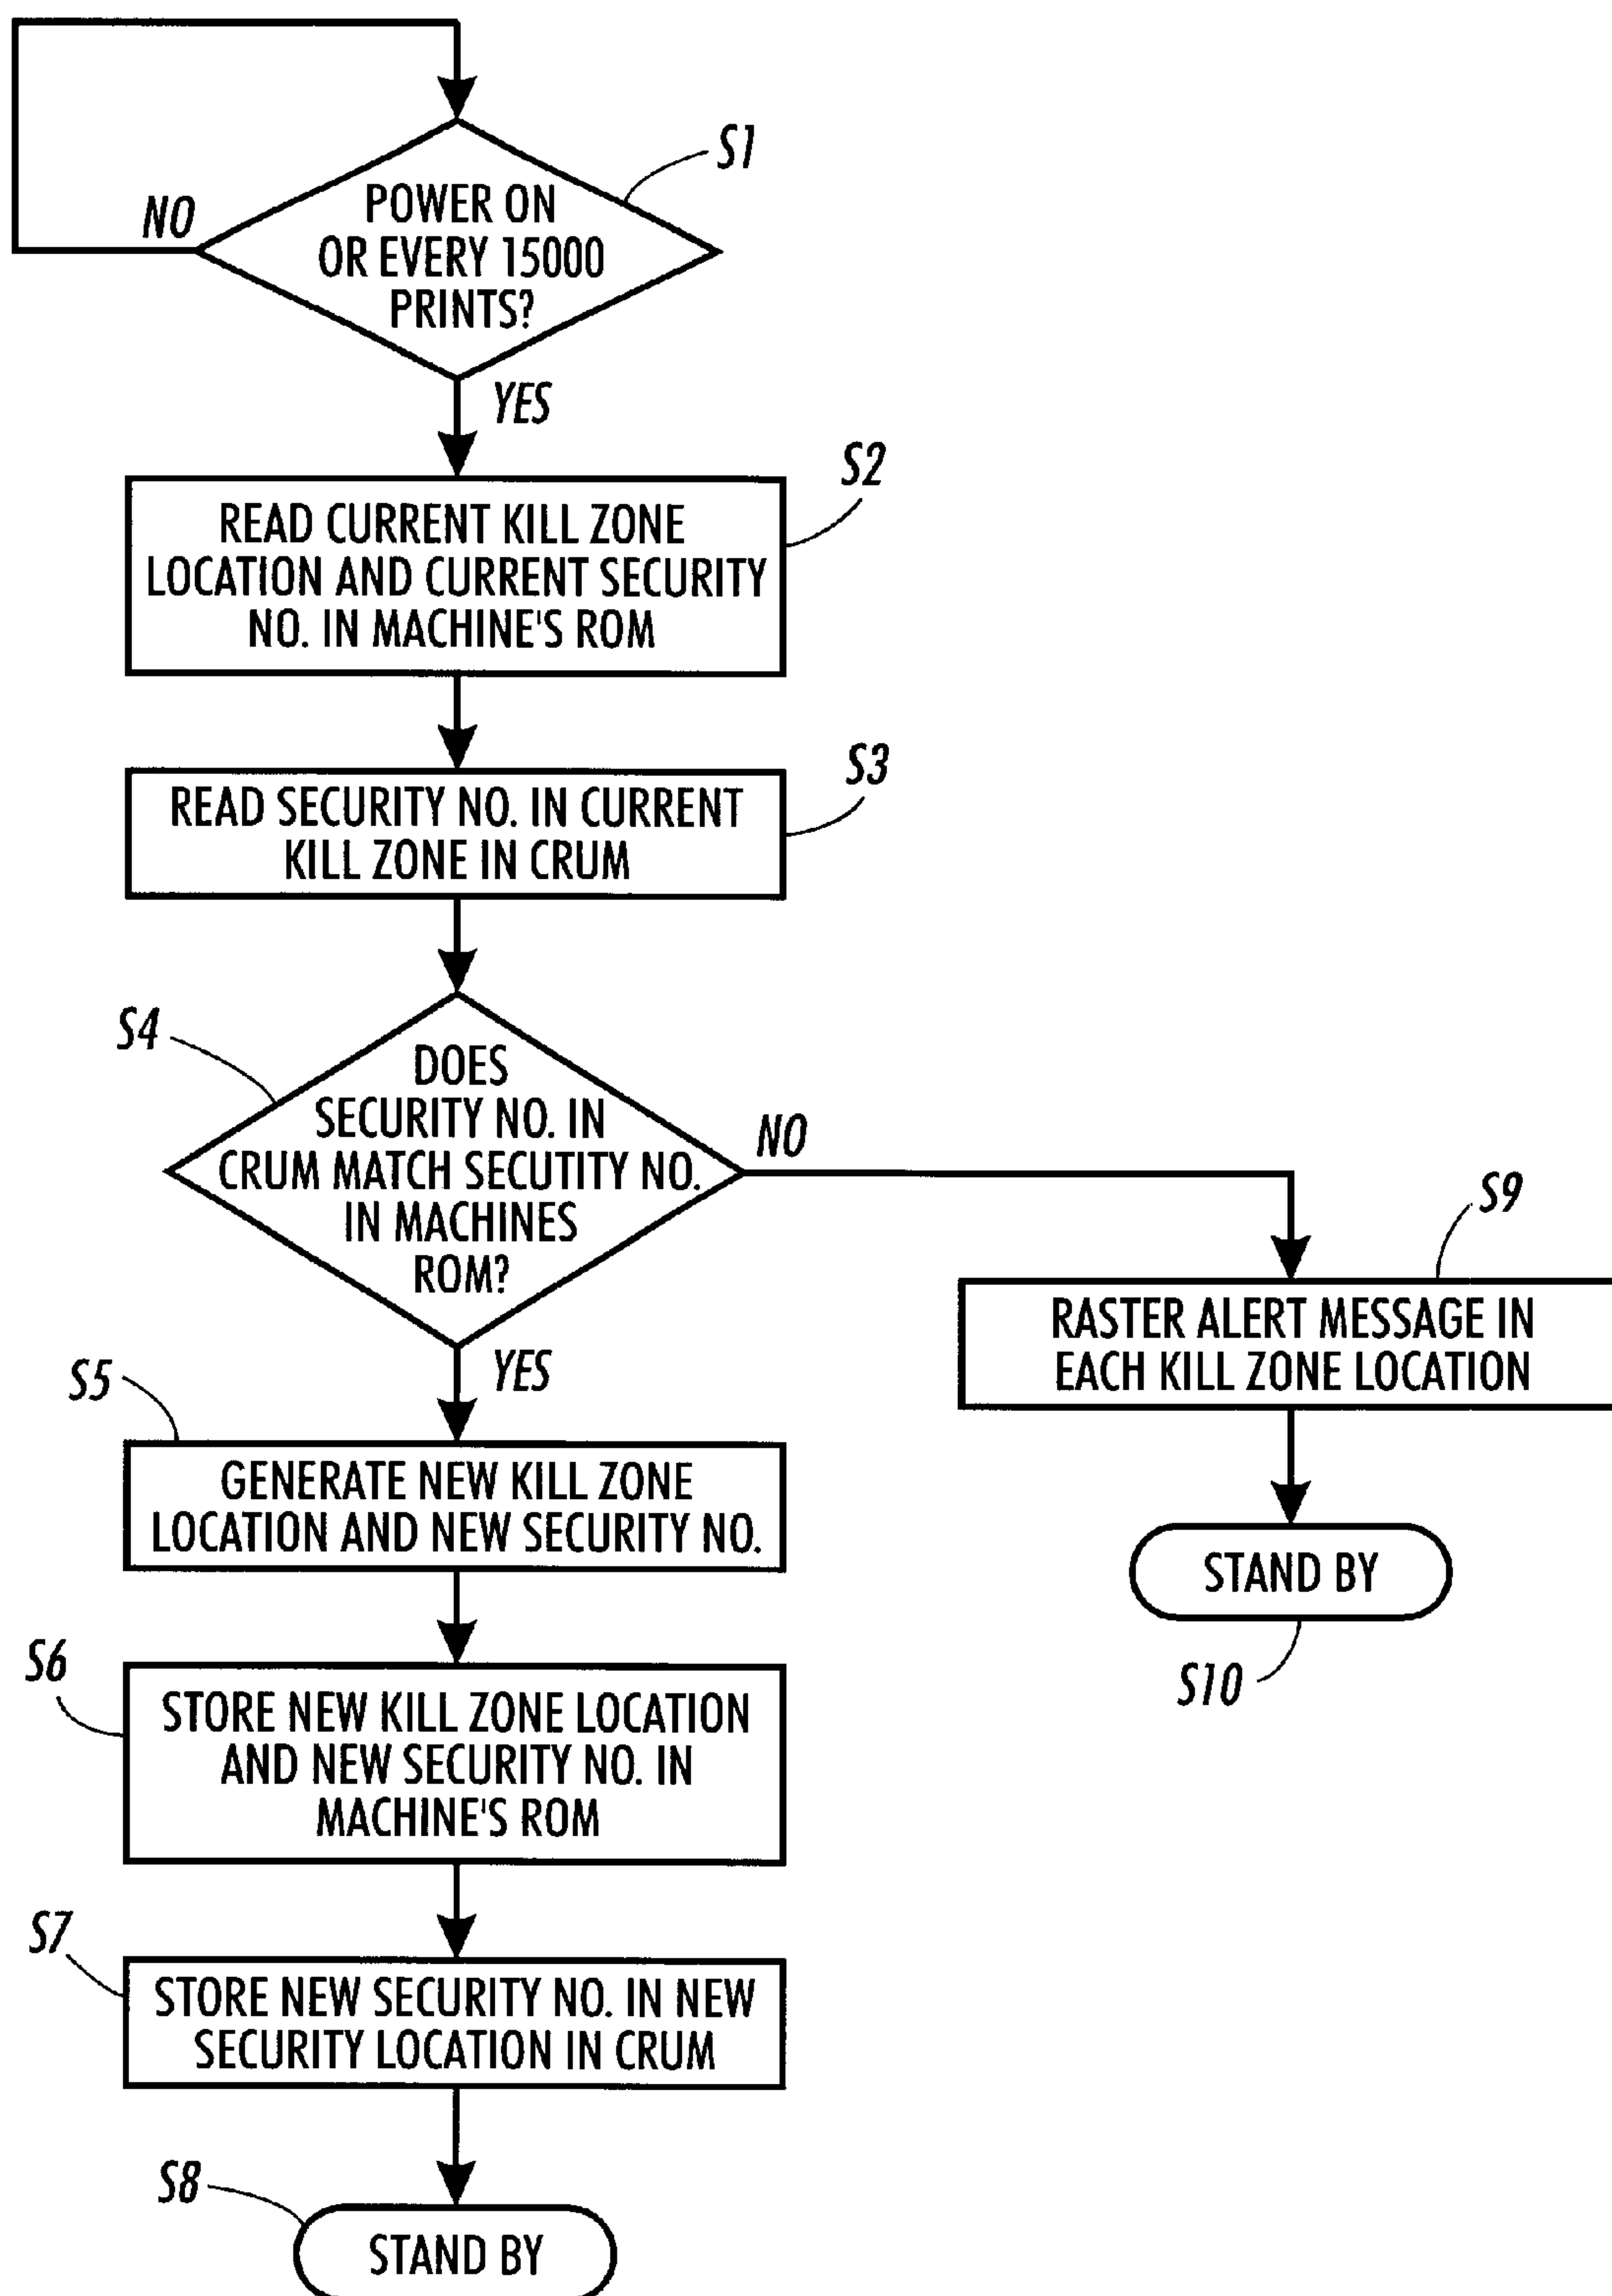 S1
NO
POWER ON
OR EVERY 15000
PRINTS?
YES
S2
READ CURRENT KILL ZONE
LOCATION AND CURRENT SECURITY
NO. IN MACHINE'S ROM
S3
READ SECURITY NO. IN CURRENT
KILL ZONE IN CRUM
S4
DOES
SECURITY NO. IN
CRUM MATCH SECUTITY NO.
IN MACHINES
ROM?
NO
YES
S9
RASTER ALERT MESSAGE IN
EACH KILL ZONE LOCATION
S5
GENERATE NEW KILL ZONE
LOCATION AND NEW SECURITY NO.
STAND BY
S10
S6
STORE NEW KILL ZONE LOCATION
AND NEW SECURITY NO. IN
MACHINE'S ROM
S7
STORE NEW SECURITY NO. IN NEW
SECURITY LOCATION IN CRUM
S8
STAND BY